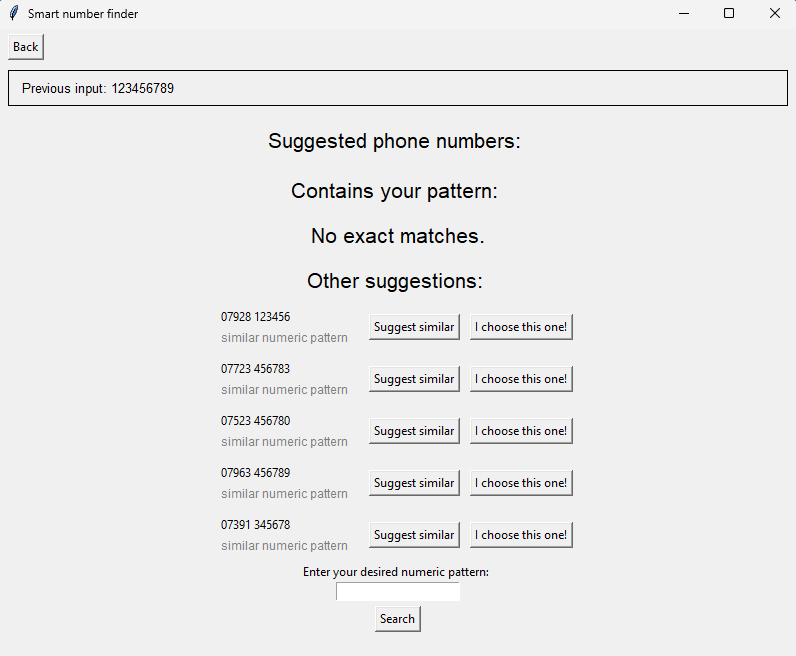 Smart number finder
Back
Previous input: 123456789
Suggested phone numbers:
Contains your pattern:
No exact matches.
Other suggestions:
07928 123456
similar numeric pattern
Suggest similar
I choose this one!
07723 456783
similar numeric pattern
Suggest similar
I choose this one!
07523 456780
similar numeric pattern
Suggest similar
I choose this one!
07963 456789
similar numeric pattern
Suggest similar
I choose this one!
07391 345678
similar numeric pattern
Suggest similar
I choose this one!
Enter your desired numeric pattern:
Search